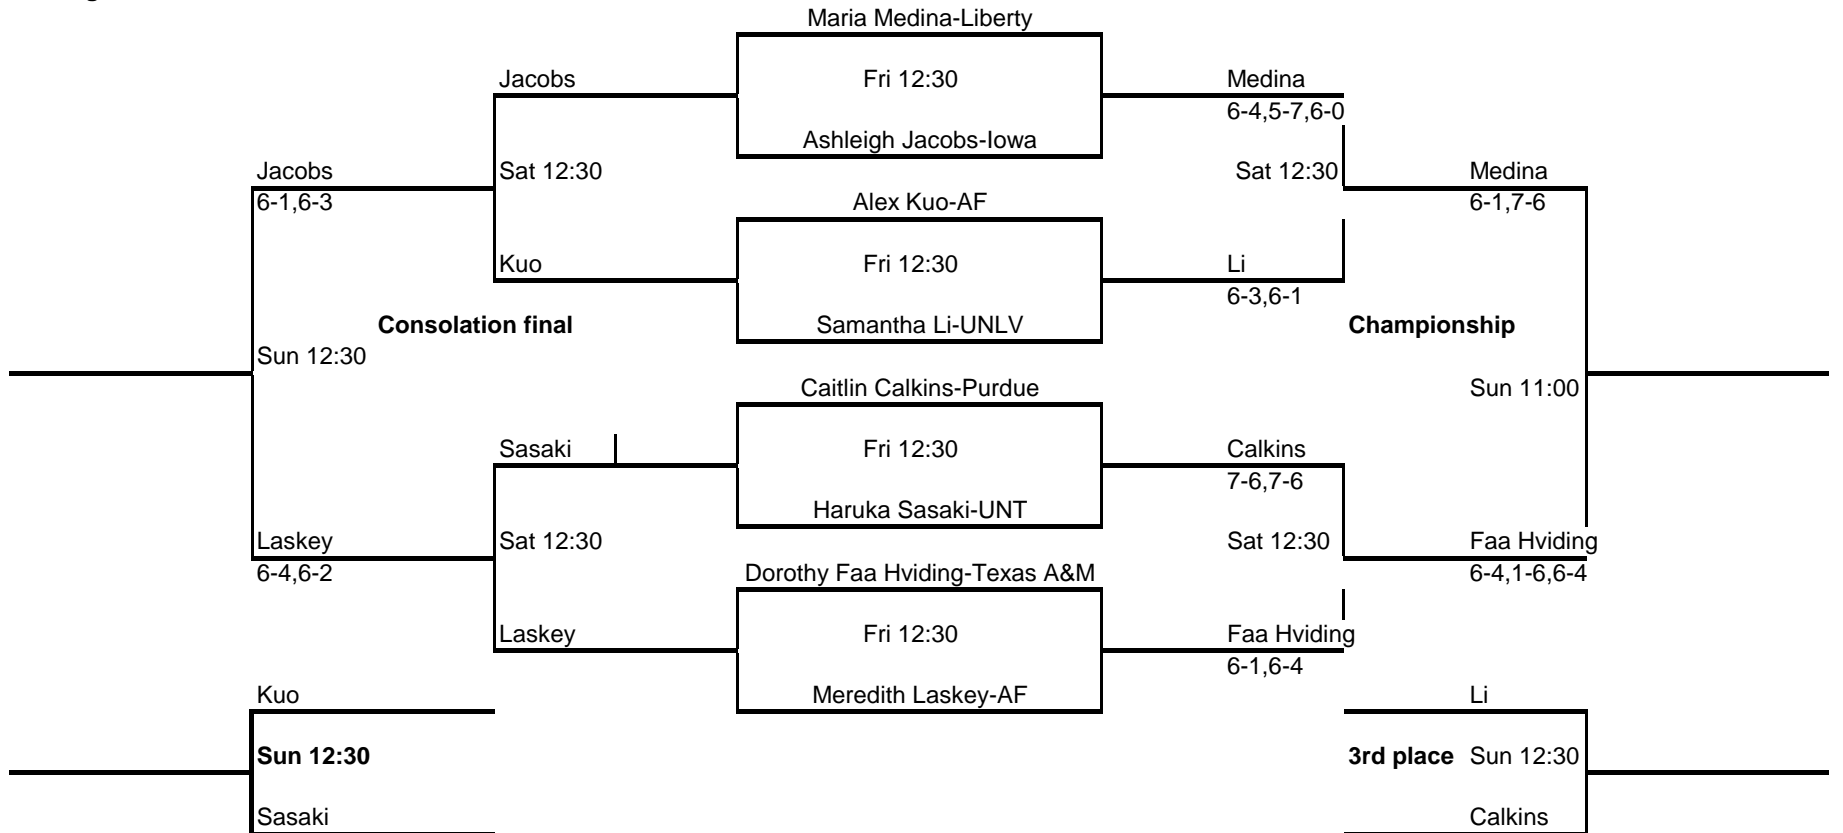 Maria Medina-Liberty
Jacobs Fri 12:30 Medina
6-4,5-7,6-0
Ashleigh Jacobs-Iowa
Jacobs Sat 12:30 Sat 12:30 Medina
6-1,6-3 Alex Kuo-AF 6-1,7-6
Kuo Fri 12:30 Li
6-3,6-1
Consolation final Samantha Li-UNLV Championship
Sun 12:30
Caitlin Calkins-Purdue Sun 11:00
Sasaki Fri 12:30 Calkins
7-6,7-6
Haruka Sasaki-UNT
Laskey Sat 12:30 Sat 12:30 Faa Hviding
6-4,6-2 Dorothy Faa Hviding-Texas A&M 6-4,1-6,6-4
Laskey Fri 12:30 Faa Hviding
6-1,6-4
Kuo Meredith Laskey-AF Li
Sun 12:30 3rd place Sun 12:30
Sasaki Calkins